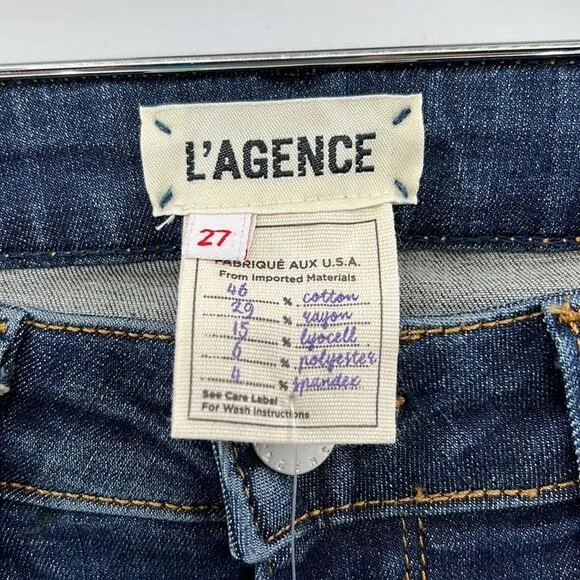 L'AGENCE
27
FABRIQUÉ AUX U.S.A.
From Imported Materials
46 % cotton
29 % rayon
15 % lyocell
6 % polyester
4 % spandex
See Care Label
For Wash Instructions